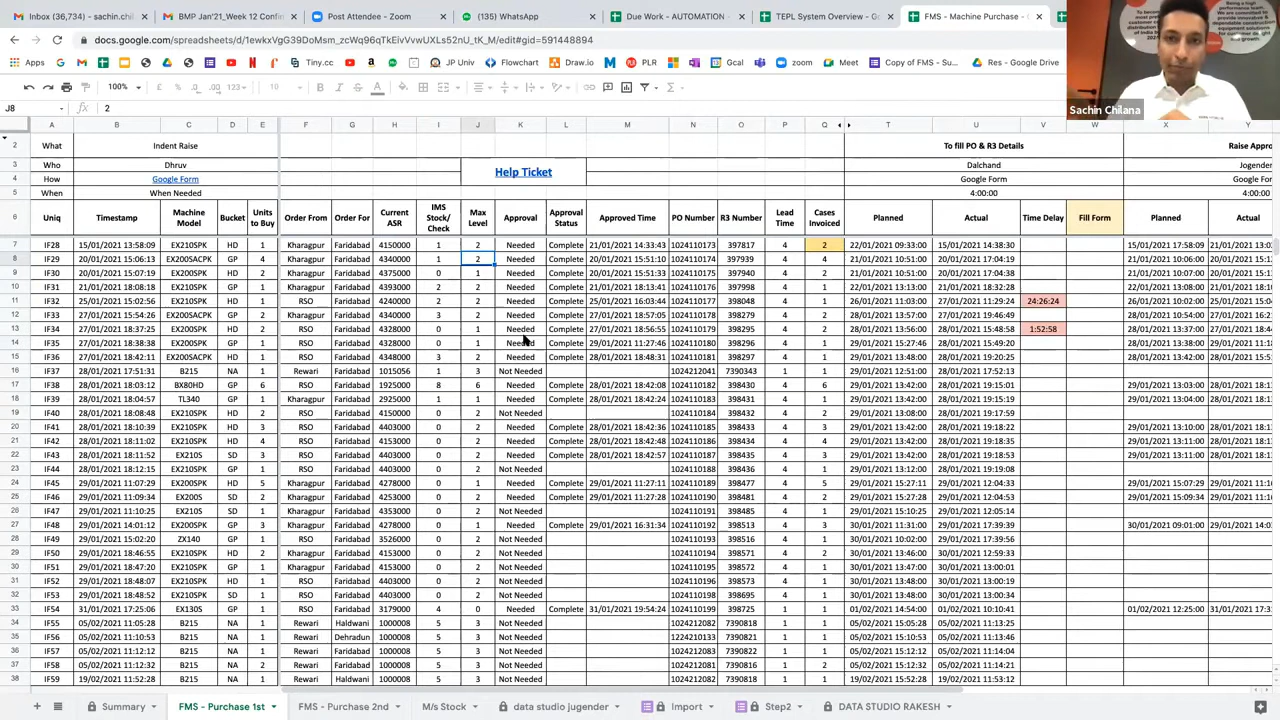 Inbox (36,734) - sachin.chil
BMP Jan'21_Week 12 Confir
Post Attendee - Zoom
(135) WhatsApp
Due Work - AUTOMATION -
TEPL System Overview - G
FMS - Machine Purchase - G
docs.google.com/spreadsheets/d/
Apps JP Univ Tiny.cc Flowchart Draw.io PLR Gcal zoom Meet Copy of FMS - Su... Res - Google Drive
100% £ % .0 .00 123 10
Sachin Chilana
J8 fx 2
A B C D E F G H I J K L M N O P Q T U V W X Y
2 What Indent Raise To fill PO & R3 Details Raise Appro
3 Who Dhruv Help Ticket Dalchand Jogender
4 How Google Form Google Form Google For
5 When When Needed 4:00:00 4:00:00
6 Uniq Timestamp Machine Model Bucket Units to Buy Order From Order For Current ASR IMS Stock/ Check Max Level Approval Approval Status Approved Time PO Number R3 Number Lead Time Cases Invoiced Planned Actual Time Delay Fill Form Planned Actual
7 IF28 15/01/2021 13:58:09 EX210SPK HD 1 Kharagpur Faridabad 4150000 1 2 Needed Complete 21/01/2021 14:33:43 1024110173 397817 4 2 22/01/2021 09:33:00 15/01/2021 14:38:30 15/01/2021 17:58:09
8 IF29 20/01/2021 15:06:13 EX200SACPK GP 4 Kharagpur Faridabad 4340000 1 2 Needed Complete 20/01/2021 15:51:10 1024110174 397939 4 4 21/01/2021 10:51:00 20/01/2021 17:04:19 21/01/2021 10:06:00
9 IF30 20/01/2021 15:07:19 EX210SPK HD 1 Kharagpur Faridabad 4375000 0 1 Needed Complete 20/01/2021 15:51:33 1024110175 397940 4 2 21/01/2021 10:51:00 20/01/2021 17:04:38 21/01/2021 10:07:00
10 IF31 21/01/2021 18:08:18 EX210SPK GP 1 Kharagpur Faridabad 4393000 2 2 Needed Complete 21/01/2021 18:13:41 1024110176 397998 4 1 22/01/2021 13:13:00 21/01/2021 18:32:28 22/01/2021 13:08:00
11 IF32 25/01/2021 15:02:56 EX210SPK HD 1 RSO Faridabad 4240000 2 2 Needed Complete 25/01/2021 16:03:44 1024110177 398048 4 1 26/01/2021 11:03:00 27/01/2021 11:29:24 24:26:24 26/01/2021 10:02:00
12 IF33 27/01/2021 15:54:26 EX200SACPK GP 2 Kharagpur Faridabad 4340000 3 2 Needed Complete 27/01/2021 18:57:05 1024110178 398279 4 2 28/01/2021 13:57:00 27/01/2021 19:46:49 28/01/2021 10:54:00
13 IF34 27/01/2021 18:37:25 EX210SPK HD 1 RSO Faridabad 4328000 0 1 Needed Complete 27/01/2021 18:56:55 1024110179 398295 4 1 28/01/2021 13:56:00 28/01/2021 15:48:58 1:52:58 28/01/2021 13:37:00
14 IF35 27/01/2021 18:38:38 EX210SPK GP 1 RSO Faridabad 4328000 0 1 Needed Complete 29/01/2021 11:27:46 1024110180 398296 4 1 29/01/2021 15:27:46 28/01/2021 15:49:20 28/01/2021 13:38:00
15 IF36 27/01/2021 18:42:11 EX200SACPK HD 1 RSO Faridabad 4348000 3 2 Needed Complete 28/01/2021 18:48:31 1024110181 398297 4 1 29/01/2021 13:48:00 28/01/2021 19:20:25 28/01/2021 13:42:00
16 IF37 28/01/2021 17:51:31 B215 NA 1 Rewari Faridabad 1015056 1 3 Not Needed 1024212041 7390343 4 1 29/01/2021 12:51:00 28/01/2021 17:52:13
17 IF38 28/01/2021 18:03:12 BX80HD GP 6 RSO Faridabad 1925000 8 6 Needed Complete 28/01/2021 18:42:08 1024110182 398430 4 6 29/01/2021 13:42:00 28/01/2021 19:15:01 29/01/2021 13:03:00
18 IF39 28/01/2021 18:04:57 TL340 GP 1 RSO Faridabad 2925000 1 1 Needed Complete 28/01/2021 18:42:24 1024110183 398431 4 1 29/01/2021 13:42:00 28/01/2021 19:15:19 29/01/2021 13:04:00
19 IF40 28/01/2021 18:08:48 EX210SPK HD 2 RSO Faridabad 4150000 0 2 Not Needed 1024110184 398432 4 2 29/01/2021 13:08:00 28/01/2021 19:17:59
20 IF41 28/01/2021 18:10:39 EX210SPK HD 3 RSO Faridabad 4403000 0 2 Needed Complete 28/01/2021 18:42:36 1024110185 398433 4 3 29/01/2021 13:42:00 28/01/2021 19:18:22 29/01/2021 13:10:00
21 IF42 28/01/2021 18:11:02 EX210SPK HD 4 RSO Faridabad 4153000 0 2 Needed Complete 28/01/2021 18:42:48 1024110186 398434 4 4 29/01/2021 13:42:00 28/01/2021 19:18:35 29/01/2021 13:11:00
22 IF43 28/01/2021 18:11:52 EX210S SD 3 RSO Faridabad 4403000 0 2 Needed Complete 28/01/2021 18:42:57 1024110187 398435 4 3 29/01/2021 13:42:00 28/01/2021 19:18:53 29/01/2021 13:11:00
23 IF44 28/01/2021 18:12:15 EX210SPK GP 1 RSO Faridabad 4403000 0 2 Not Needed 1024110188 398436 4 1 29/01/2021 13:12:00 28/01/2021 19:19:08
24 IF45 29/01/2021 11:07:29 EX200SPK HD 5 Kharagpur Faridabad 4278000 0 1 Needed Complete 29/01/2021 11:27:11 1024110189 398477 4 5 29/01/2021 15:27:11 29/01/2021 12:04:33 29/01/2021 15:07:29
25 IF46 29/01/2021 11:09:34 EX200S SD 2 Kharagpur Faridabad 4253000 0 1 Needed Complete 29/01/2021 11:27:28 1024110190 398481 4 2 29/01/2021 15:27:28 29/01/2021 12:04:53 29/01/2021 15:09:34
26 IF47 29/01/2021 11:10:25 EX210S SD 1 Kharagpur Faridabad 4353000 0 2 Not Needed 1024110191 398489 4 1 29/01/2021 15:10:25 29/01/2021 12:05:14
27 IF48 29/01/2021 14:01:12 EX200SPK GP 3 Kharagpur Faridabad 4278000 0 1 Needed Complete 29/01/2021 16:31:34 1024110192 398513 4 3 30/01/2021 11:31:00 29/01/2021 17:39:39 30/01/2021 09:01:00
28 IF49 29/01/2021 15:02:20 ZX140 GP 1 Kharagpur Faridabad 3526000 0 1 Not Needed 1024110193 398516 4 1 30/01/2021 10:02:00 29/01/2021 17:39:56
29 IF50 29/01/2021 18:46:55 EX210SPK HD 2 Kharagpur Faridabad 4153000 0 2 Not Needed 1024110194 398571 4 2 30/01/2021 13:46:00 30/01/2021 12:59:33
30 IF51 29/01/2021 18:47:20 EX210SPK GP 1 Kharagpur Faridabad 4153000 0 2 Not Needed 1024110195 398572 4 1 30/01/2021 13:47:00 30/01/2021 13:00:01
31 IF52 29/01/2021 18:48:07 EX210SPK HD 1 RSO Faridabad 4403000 0 2 Not Needed 1024110196 398573 4 1 30/01/2021 13:48:00 30/01/2021 13:00:19
32 IF53 29/01/2021 18:48:52 EX210SPK HD 1 RSO Faridabad 4403000 0 2 Not Needed 1024110198 398695 4 1 30/01/2021 13:48:00 30/01/2021 13:00:34
33 IF54 31/01/2021 17:25:06 EX130S GP 1 RSO Faridabad 3179000 4 0 Needed Complete 31/01/2021 19:54:24 1024110199 398725 1 1 01/02/2021 14:54:00 01/02/2021 10:10:41 01/02/2021 12:25:00
34 IF55 05/02/2021 11:05:28 B215 NA 1 Rewari Haldwani 1000008 5 3 Not Needed 1024212082 7390818 1 1 05/02/2021 15:05:28 05/02/2021 11:13:25
35 IF56 05/02/2021 11:10:53 B215 NA 1 Rewari Dehradun 1000008 5 3 Not Needed 1224210133 7390822 1 1 05/02/2021 15:10:53 05/02/2021 11:13:46
36 IF57 05/02/2021 11:12:12 B215 NA 1 Rewari Faridabad 1000008 5 3 Not Needed 1024212083 7390822 1 1 05/02/2021 15:12:12 05/02/2021 11:14:04
37 IF58 05/02/2021 11:12:32 B215 NA 2 Rewari Faridabad 1000008 5 3 Not Needed 1024212081 7390816 1 2 05/02/2021 15:12:32 05/02/2021 11:14:21
38 IF59 19/02/2021 11:52:28 B215 NA 1 Rewari Haldwani 1000008 5 3 Not Needed 1024212082 7390818 1 1 19/02/2021 15:52:28 19/02/2021 11:53:12
Summary FMS - Purchase 1st FMS - Purchase 2nd M/s Stock data studio jugender Import Step2 DATA STUDIO RAKESH